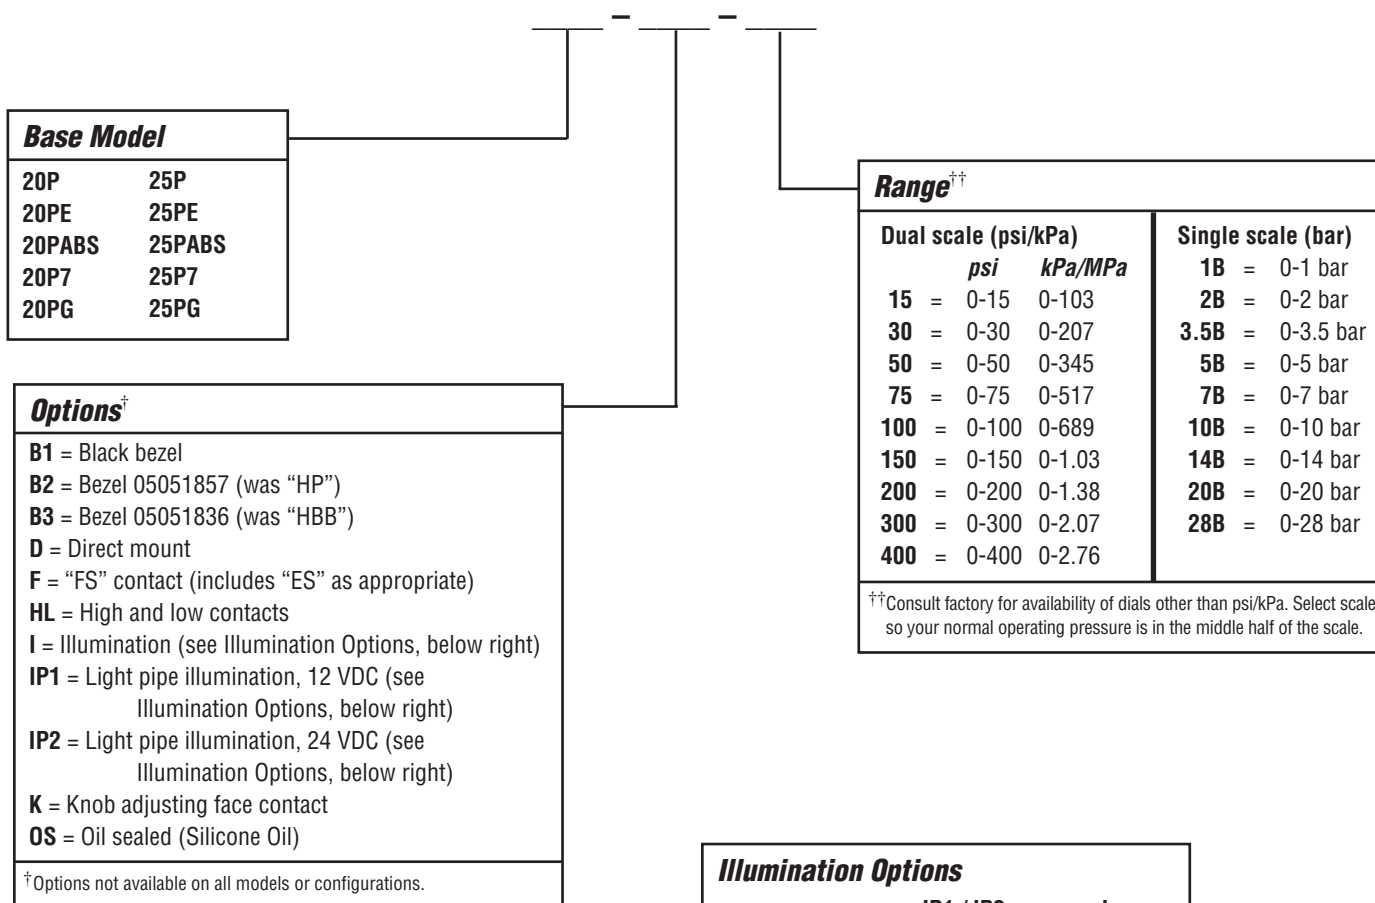 ____ – ____ – ____
Base Model
20P 25P
20PE 25PE
20PABS 25PABS
20P7 25P7
20PG 25PG
Options†
B1 = Black bezel
B2 = Bezel 05051857 (was “HP”)
B3 = Bezel 05051836 (was “HBB”)
D = Direct mount
F = “FS” contact (includes “ES” as appropriate)
HL = High and low contacts
I = Illumination (see Illumination Options, below right)
IP1 = Light pipe illumination, 12 VDC (see
Illumination Options, below right)
IP2 = Light pipe illumination, 24 VDC (see
Illumination Options, below right)
K = Knob adjusting face contact
OS = Oil sealed (Silicone Oil)
†Options not available on all models or configurations.
Range††
Dual scale (psi/kPa)
psi kPa/MPa
15 = 0-15 0-103
30 = 0-30 0-207
50 = 0-50 0-345
75 = 0-75 0-517
100 = 0-100 0-689
150 = 0-150 0-1.03
200 = 0-200 0-1.38
300 = 0-300 0-2.07
400 = 0-400 0-2.76
Single scale (bar)
1B = 0-1 bar
2B = 0-2 bar
3.5B = 0-3.5 bar
5B = 0-5 bar
7B = 0-7 bar
10B = 0-10 bar
14B = 0-14 bar
20B = 0-20 bar
28B = 0-28 bar
††Consult factory for availability of dials other than psi/kPa. Select scale
so your normal operating pressure is in the middle half of the scale.
Illumination Options